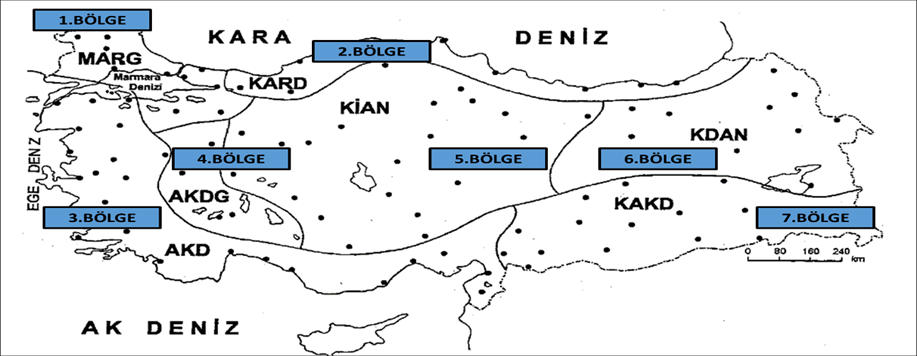 1.BÖLGE
KARA DENİZ
2.BÖLGE
MARG
Marmara
Denizi
KARD
KİAN
KDAN
EGE DENZ
4.BÖLGE
5.BÖLGE
6.BÖLGE
AKDG
KAKD
3.BÖLGE
7.BÖLGE
AKD
0 80 160 240
km
AK DENİZ